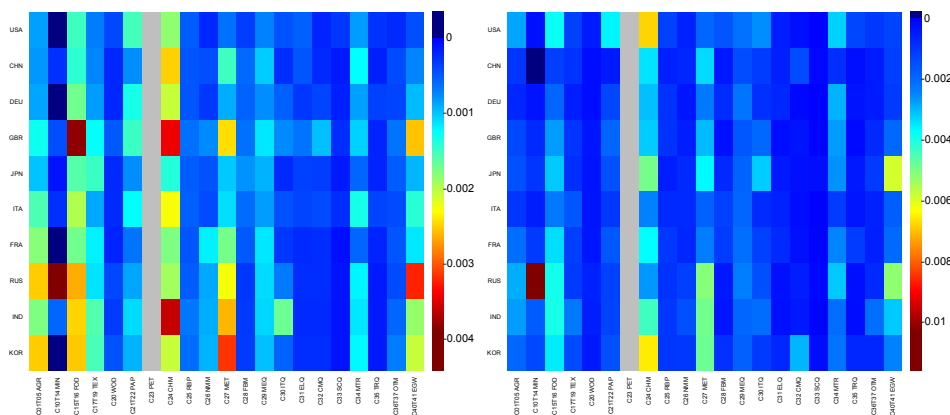 USA
CHN
DEU
GBR
JPN
ITA
FRA
RUS
IND
KOR
C01T05 AGR
C10T14 MIN
C15T16 FOD
C17T19 TEX
C20 WOD
C21T22 PAP
C23 PET
C24 CHM
C25 RBP
C26 NMM
C27 MET
C28 FBM
C29 MEQ
C30 ITQ
C31 ELQ
C32 CMQ
C33 SCQ
C34 MTR
C35 TRQ
C36T37 OTM
C40T41 EGW
0
-0.001
-0.002
-0.003
-0.004
USA
CHN
DEU
GBR
JPN
ITA
FRA
RUS
IND
KOR
C01T05 AGR
C10T14 MIN
C15T16 FOD
C17T19 TEX
C20 WOD
C21T22 PAP
C23 PET
C24 CHM
C25 RBP
C26 NMM
C27 MET
C28 FBM
C29 MEQ
C30 ITQ
C31 ELQ
C32 CMQ
C33 SCQ
C34 MTR
C35 TRQ
C36T37 OTM
C40T41 EGW
0
-0.002
-0.004
-0.006
-0.008
-0.01